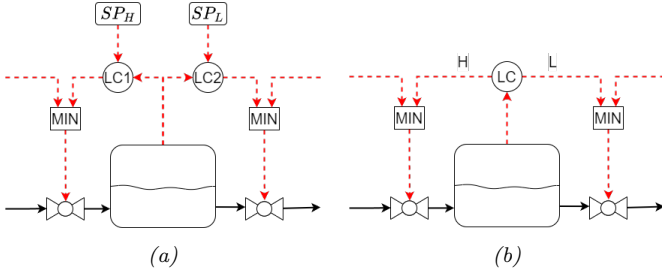 SP_H SP_L
LC1 LC2
MIN MIN
(a)
H LC L
MIN MIN
(b)